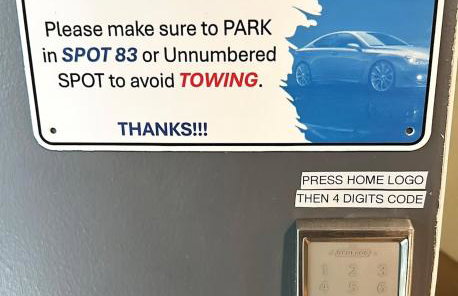 Please make sure to PARK
in SPOT 83 or Unnumbered
SPOT to avoid TOWING.
THANKS!!!
PRESS HOME LOGO
THEN 4 DIGITS CODE
1 2 3
4 5 6